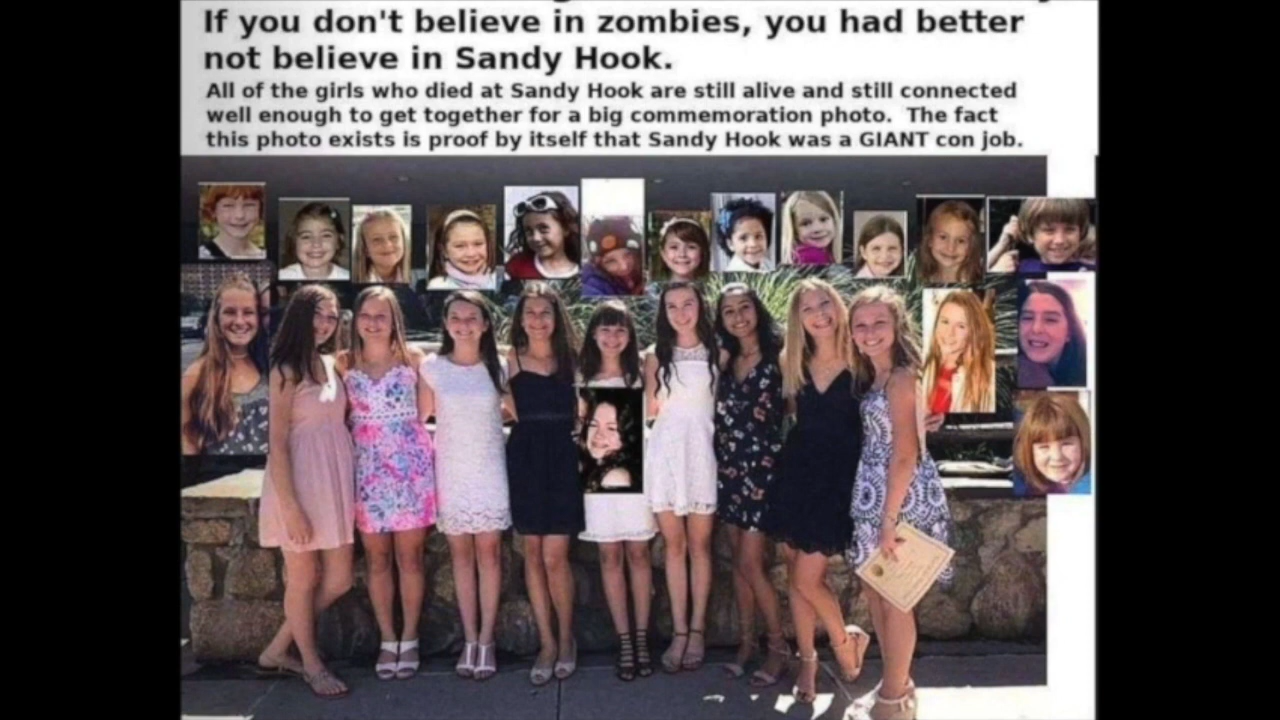 If you don't believe in zombies, you had better
not believe in Sandy Hook.
All of the girls who died at Sandy Hook are still alive and still connected
well enough to get together for a big commemoration photo.  The fact
this photo exists is proof by itself that Sandy Hook was a GIANT con job.